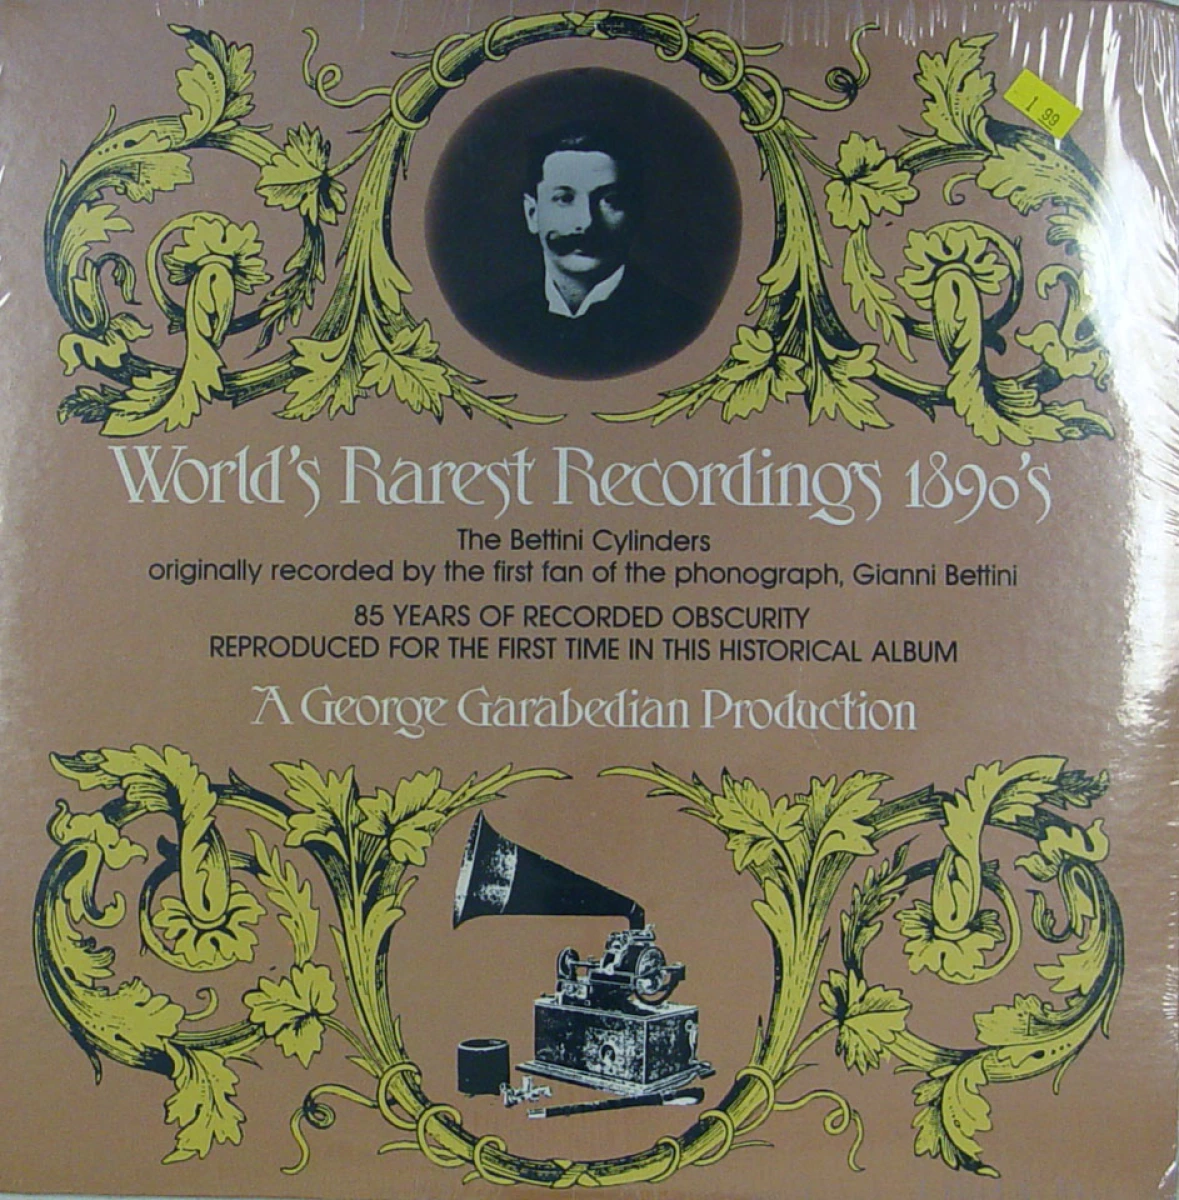 1.99
World's Rarest Recordings 1890's
The Bettini Cylinders
originally recorded by the first fan of the phonograph, Gianni Bettini
85 YEARS OF RECORDED OBSCURITY
REPRODUCED FOR THE FIRST TIME IN THIS HISTORICAL ALBUM
A George Garabedian Production